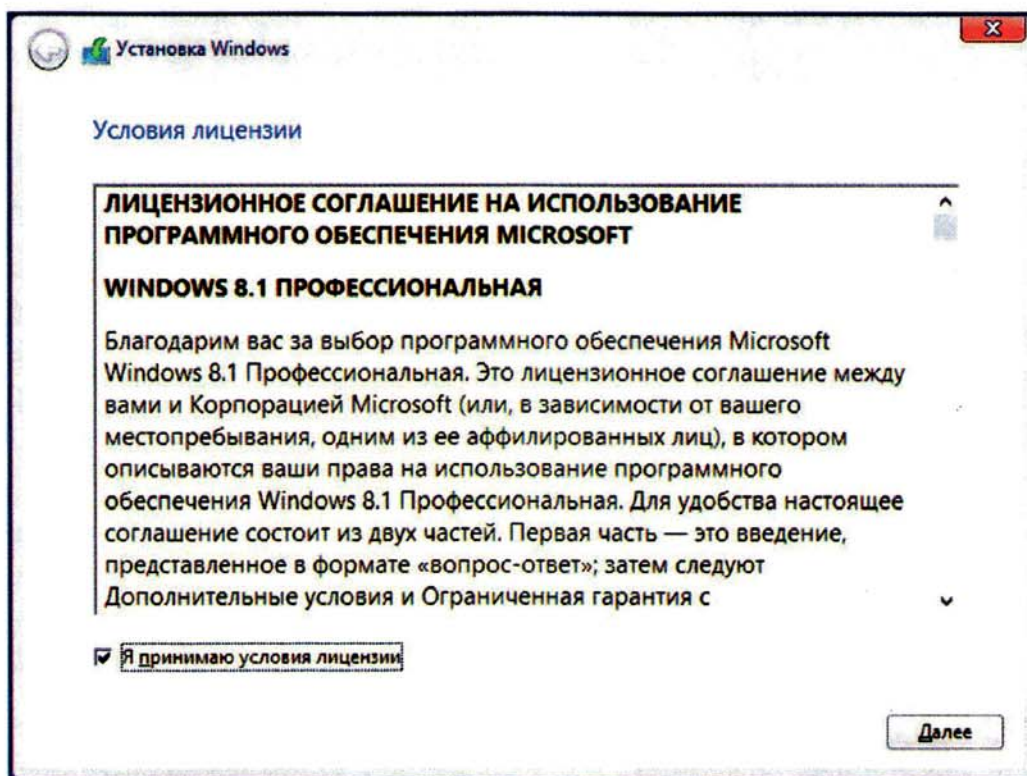 Установка Windows
Условия лицензии
ЛИЦЕНЗИОННОЕ СОГЛАШЕНИЕ НА ИСПОЛЬЗОВАНИЕ
ПРОГРАММНОГО ОБЕСПЕЧЕНИЯ MICROSOFT
WINDOWS 8.1 ПРОФЕССИОНАЛЬНАЯ
Благодарим вас за выбор программного обеспечения Microsoft
Windows 8.1 Профессиональная. Это лицензионное соглашение между
вами и Корпорацией Microsoft (или, в зависимости от вашего
местопребывания, одним из ее аффилированных лиц), в котором
описываются ваши права на использование программного
обеспечения Windows 8.1 Профессиональная. Для удобства настоящее
соглашение состоит из двух частей. Первая часть — это введение,
представленное в формате «вопрос-ответ»; затем следуют
Дополнительные условия и Ограниченная гарантия с
Я принимаю условия лицензии
Далее